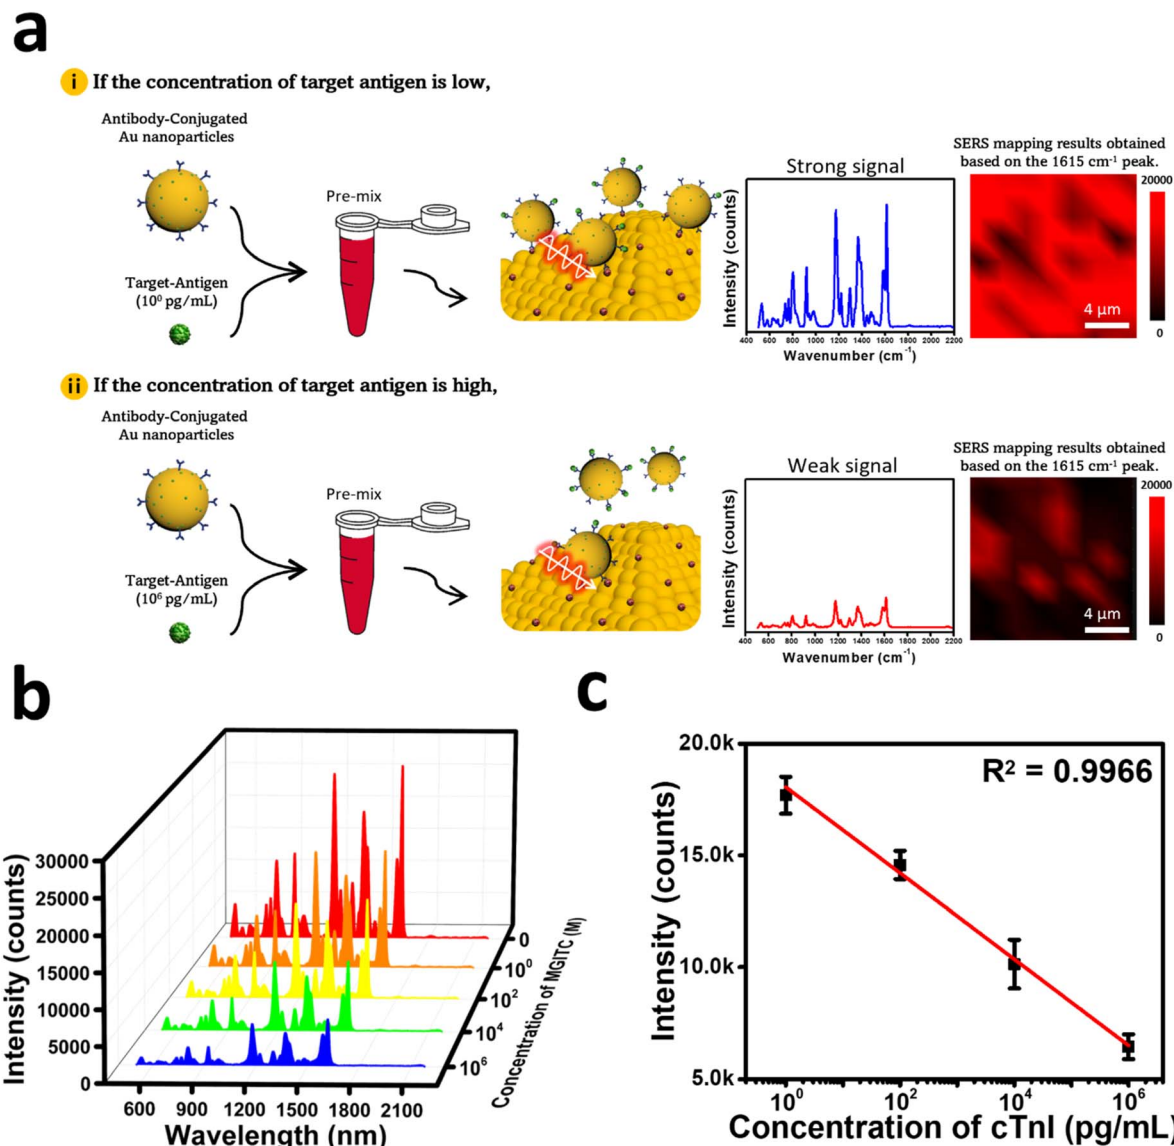 a
i If the concentration of target antigen is low,
Antibody-Conjugated
Au nanoparticles
Target-Antigen
(10⁰ pg/mL)
Pre-mix
Strong signal
Intensity (counts)
400 600 800 1000 1200 1400 1600 1800 2000 2200
Wavenumber (cm⁻¹)
SERS mapping results obtained
based on the 1615 cm⁻¹ peak.
20000
0
4 µm
ii If the concentration of target antigen is high,
Antibody-Conjugated
Au nanoparticles
Target-Antigen
(10⁶ pg/mL)
Pre-mix
Weak signal
Intensity (counts)
400 600 800 1000 1200 1400 1600 1800 2000 2200
Wavenumber (cm⁻¹)
SERS mapping results obtained
based on the 1615 cm⁻¹ peak.
20000
0
4 µm
b
Intensity (counts)
30000
25000
20000
15000
10000
5000
0
600 900 1200 1500 1800 2100
Wavelength (nm)
0
10⁰
10²
10⁴
10⁶
Concentration of MGITC (M)
c
Intensity (counts)
20.0k
15.0k
10.0k
5.0k
R² = 0.9966
10⁰ 10² 10⁴ 10⁶
Concentration of cTnI (pg/mL)